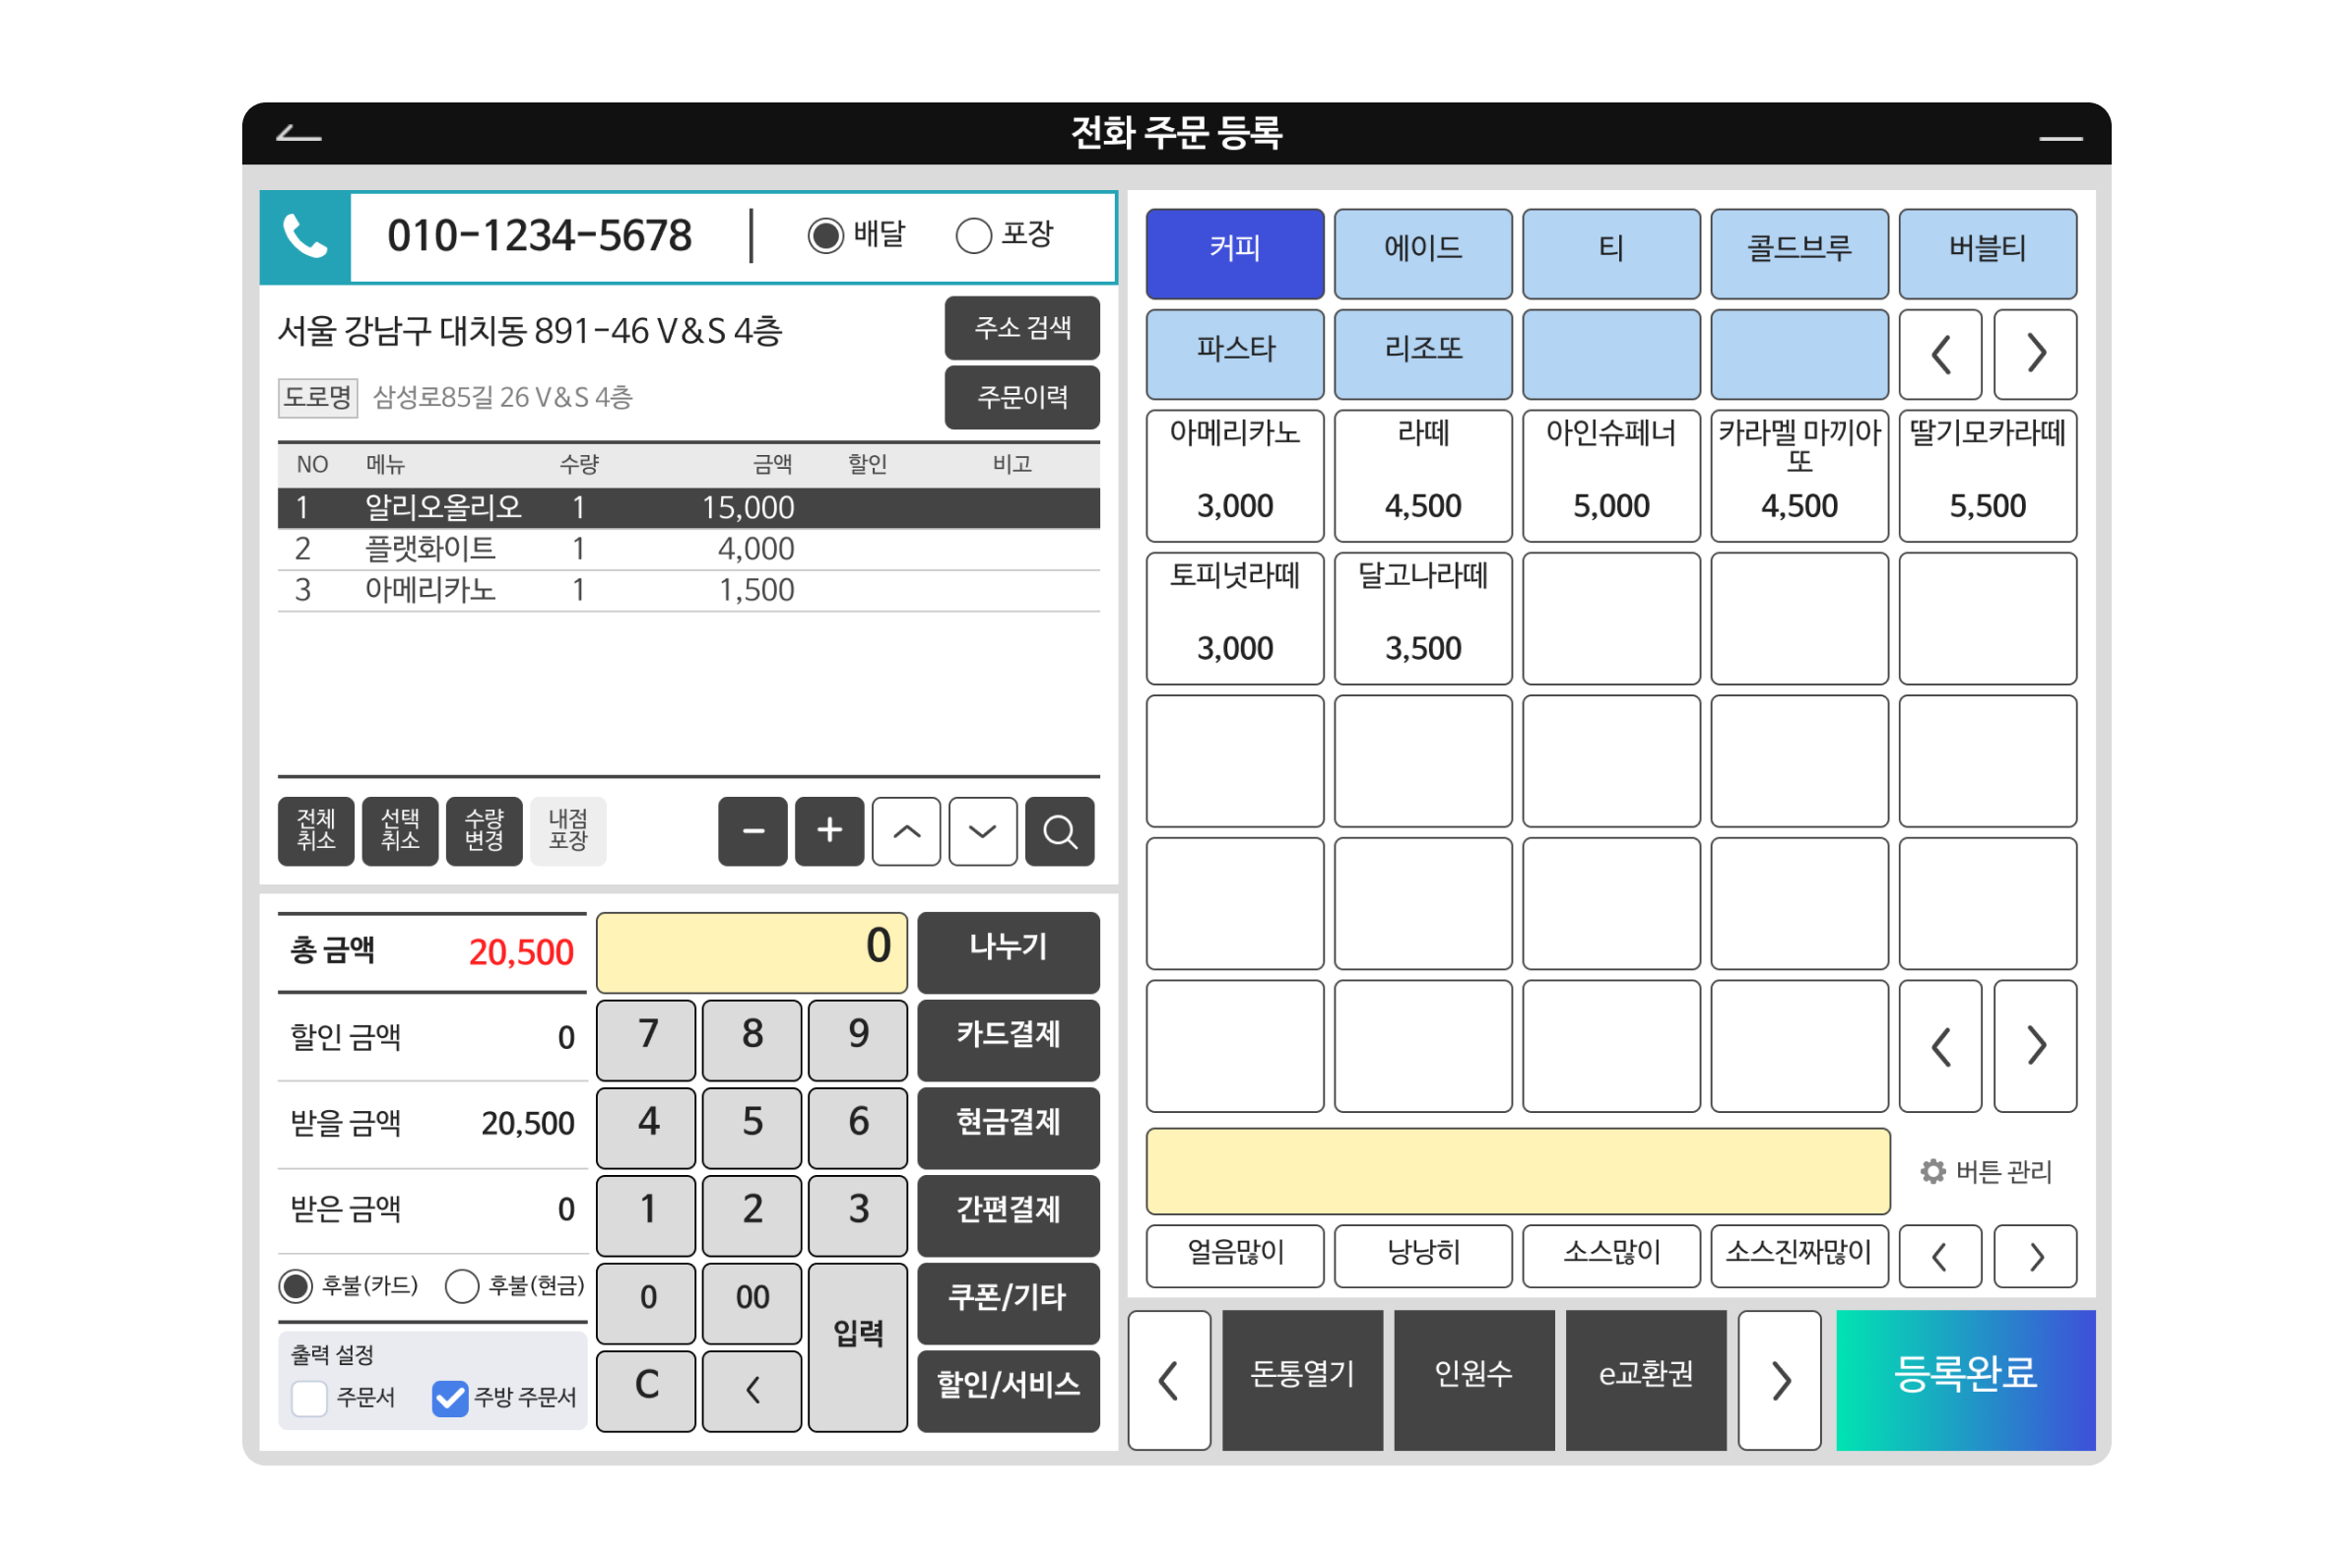 전화 주문 등록
010-1234-5678
배달
포장
서울 강남구 대치동 891-46 V&S 4층
주소 검색
도로명 삼성로85길 26 V&S 4층
주문이력
NO 메뉴 수량 금액 할인 비고
1 알리오올리오 1 15,000
2 플랫화이트 1 4,000
3 아메리카노 1 1,500
전체
취소
선택
취소
수량
변경
내점
포장
총 금액 20,500
할인 금액 0
받을 금액 20,500
받은 금액 0
후불(카드) 후불(현금)
출력 설정
주문서 주방 주문서
0
7 8 9
4 5 6
1 2 3
0 00 입력
C
나누기
카드결제
현금결제
간편결제
쿠폰/기타
할인/서비스
커피 에이드 티 콜드브루 버블티
파스타 리조또
아메리카노
3,000
라떼
4,500
아인슈페너
5,000
카라멜 마끼아
또
4,500
딸기모카라떼
5,500
토피넛라떼
3,000
달고나라떼
3,500
버튼 관리
얼음많이 낭낭히 소스많이 소스진짜많이
돈통열기 인원수 e교환권
등록완료